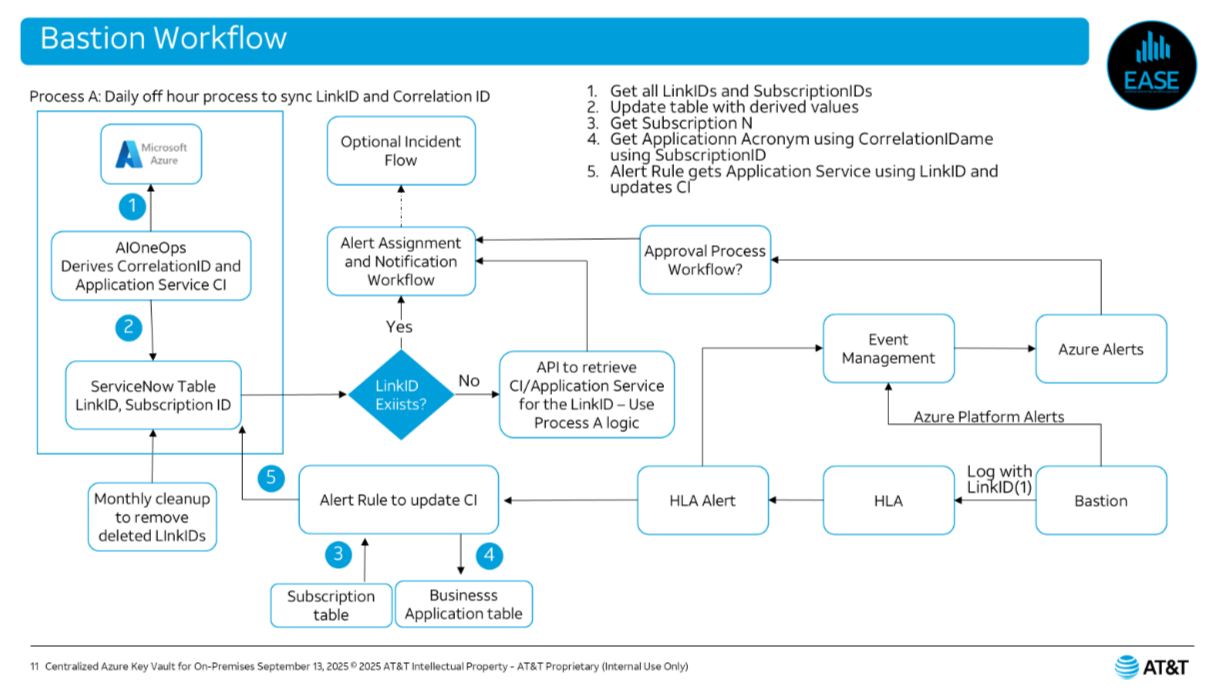 Bastion Workflow
EASE
Process A: Daily off hour process to sync LinkID and Correlation ID
1. Get all LinkIDs and SubscriptionIDs
2. Update table with derived values
3. Get Subscription N
4. Get Applicationn Acronym using CorrelationIDame
using SubscriptionID
5. Alert Rule gets Application Service using LinkID and
updates CI
Microsoft
Azure
1
AIOneOps
Derives CorrelationID and
Application Service CI
2
ServiceNow Table
LinkID, Subscription ID
Monthly cleanup
to remove
deleted LInkIDs
Optional Incident
Flow
Alert Assignment
and Notification
Workflow
Yes
LinkID
Exiists?
No
API to retrieve
CI/Application Service
for the LinkID – Use
Process A logic
Approval Process
Workflow?
Event
Management
Azure Alerts
Azure Platform Alerts
5
Alert Rule to update CI
HLA Alert
HLA
Log with
LinkID(1)
Bastion
3
4
Subscription
table
Businesss
Application table
11 Centralized Azure Key Vault for On-Premises September 13, 2025 © 2025 AT&T Intellectual Property - AT&T Proprietary (Internal Use Only)
AT&T